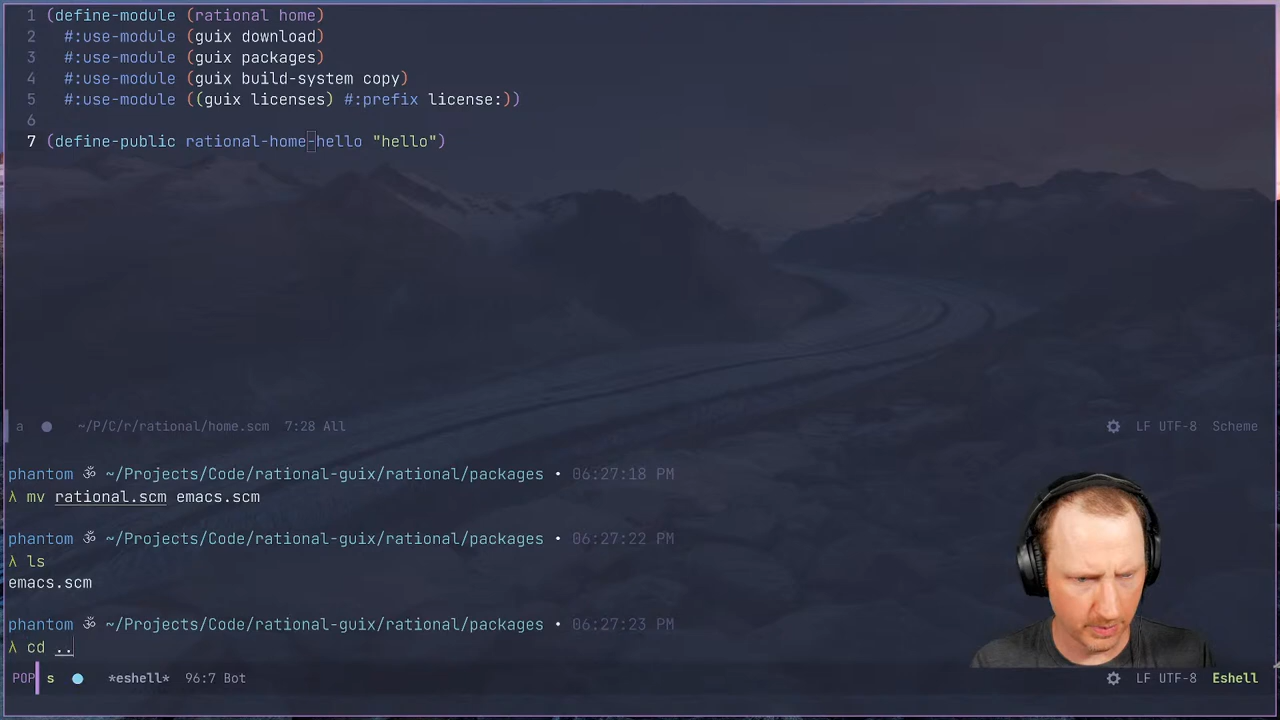 1 (define-module (rational home)
2 #:use-module (guix download)
3 #:use-module (guix packages)
4 #:use-module (guix build-system copy)
5 #:use-module ((guix licenses) #:prefix license:))
6
7 (define-public rational-home-hello "hello")
a ● ~/P/C/r/rational/home.scm 7:28 All LF UTF-8 Scheme
phantom ॐ ~/Projects/Code/rational-guix/rational/packages • 06:27:18 PM
λ mv rational.scm emacs.scm
phantom ॐ ~/Projects/Code/rational-guix/rational/packages • 06:27:22 PM
λ ls
emacs.scm
phantom ॐ ~/Projects/Code/rational-guix/rational/packages • 06:27:23 PM
λ cd ..
POP s ● *eshell* 96:7 Bot LF UTF-8 Eshell